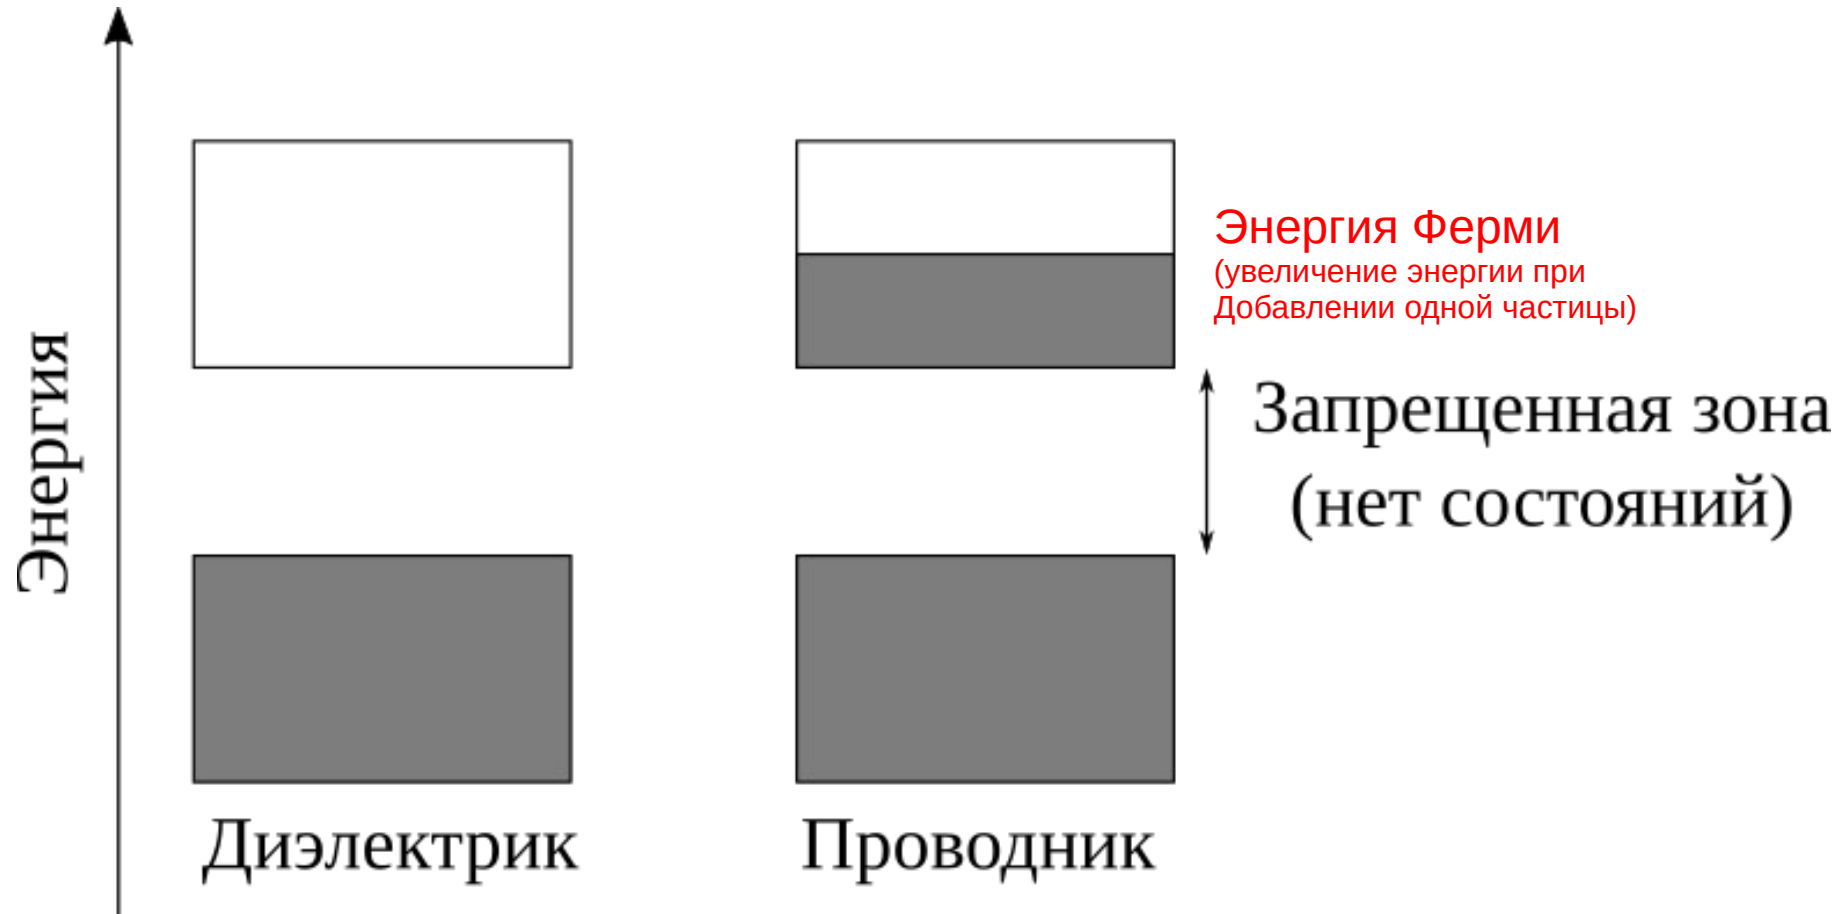 Энергия
Энергия Ферми
(увеличение энергии при
Добавлении одной частицы)
Запрещенная зона
(нет состояний)
Диэлектрик
Проводник